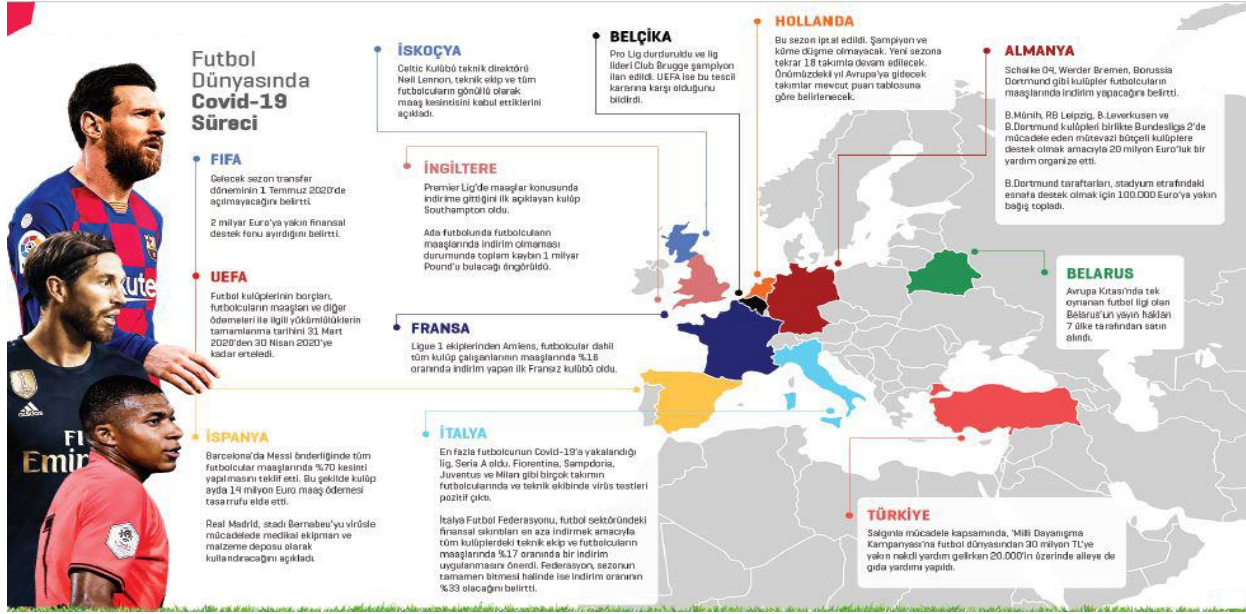 Futbol
Dünyasında
Covid-19
Süreci
FIFA
Gelecek sezon transfer
döneminin 1 Temmuz 2020'de
açılmayacağını belirtti.
2 milyar Euro'ya yakın finansal
destek fonu ayırdığını belirtti.
UEFA
Futbol kulüplerinin borçları,
futbolcuların maaşları ve diğer
ödemeleri ile ilgili yükümlülüklerin
tamamlanma tarihini 31 Mart
2020'den 30 Nisan 2020'ye
kadar erteledi.
İSPANYA
Barcelona'da Messi önderliğinde tüm
futbolcular maaşlarında %70 kesinti
yapılmasını teklif etti. Bu şekilde kulüp
ayda 14 milyon Euro maaş ödemesi
tasarrufu elde etti.
Real Madrid, stadı Bernabeu'yu virüsle
mücadelede medikal ekipman ve
malzeme deposu olarak
kullandıracağını açıkladı.
İSKOÇYA
Celtic Kulübü teknik direktörü
Neil Lennon, teknik ekip ve tüm
futbolcuların gönüllü olarak
maaş kesintisini kabul ettiklerini
açıkladı.
İNGİLTERE
Premier Lig'de maaşlar konusunda
indirime gittiğini ilk açıklayan kulüp
Southampton oldu.
Ada futbolunda futbolcuların
maaşlarında indirim olmaması
durumunda toplam kaybın 1 milyar
Pound'u bulacağı öngörüldü.
FRANSA
Ligue 1 ekiplerinden Amiens, futbolcular dahil
tüm kulüp çalışanlarının maaşlarında %16
oranında indirim yapan ilk Fransız kulübü oldu.
İTALYA
En fazla futbolcunun Covid-19'a yakalandığı
lig, Seria A oldu. Fiorentina, Sampdoria,
Juventus ve Milan gibi birçok takımın
futbolcularında ve teknik ekibinde virüs testleri
pozitif çıktı.
İtalya Futbol Federasyonu, futbol sektöründeki
finansal sıkıntıları en aza indirmek amacıyla
tüm kulüplerdeki teknik ekip ve futbolcuların
maaşlarında %17 oranında bir indirim
uygulanmasını önerdi. Federasyon, sezonun
tamamen bitmesi halinde ise indirim oranının
%33 olacağını belirtti.
BELÇİKA
Pro Lig durduruldu ve lig
lideri Club Brugge şampiyon
ilan edildi. UEFA ise bu tescil
kararına karşı olduğunu
bildirdi.
HOLLANDA
Bu sezon iptal edildi. Şampiyon ve
küme düşme olmayacak. Yeni sezona
tekrar 18 takımla devam edilecek.
Önümüzdeki yıl Avrupa'ya gidecek
takımlar mevcut puan tablosuna
göre belirlenecek.
ALMANYA
Schalke 04, Werder Bremen, Borussia
Dortmund gibi kulüpler futbolcuların
maaşlarında indirim yapacağını belirtti.
B.Münih, RB Leipzig, B.Leverkusen ve
B.Dortmund kulüpleri birlikte Bundesliga 2'de
mücadele eden mütevazi bütçeli kulüplere
destek olmak amacıyla 20 milyon Euro'luk bir
yardım organize etti.
B.Dortmund taraftarları, stadyum etrafındaki
esnafa destek olmak için 100.000 Euro'ya yakın
bağış topladı.
BELARUS
Avrupa Kıtası'nda tek
oynanan futbol ligi olan
Belarus'un yayın hakları
7 ülke tarafından satın
alındı.
TÜRKİYE
Salgınla mücadele kapsamında, 'Milli Dayanışma
Kampanyası'na futbol dünyasından 30 milyon TL'ye
yakın nakdi yardım gelirken 20.000'in üzerinde aileye de
gıda yardımı yapıldı.
adidas